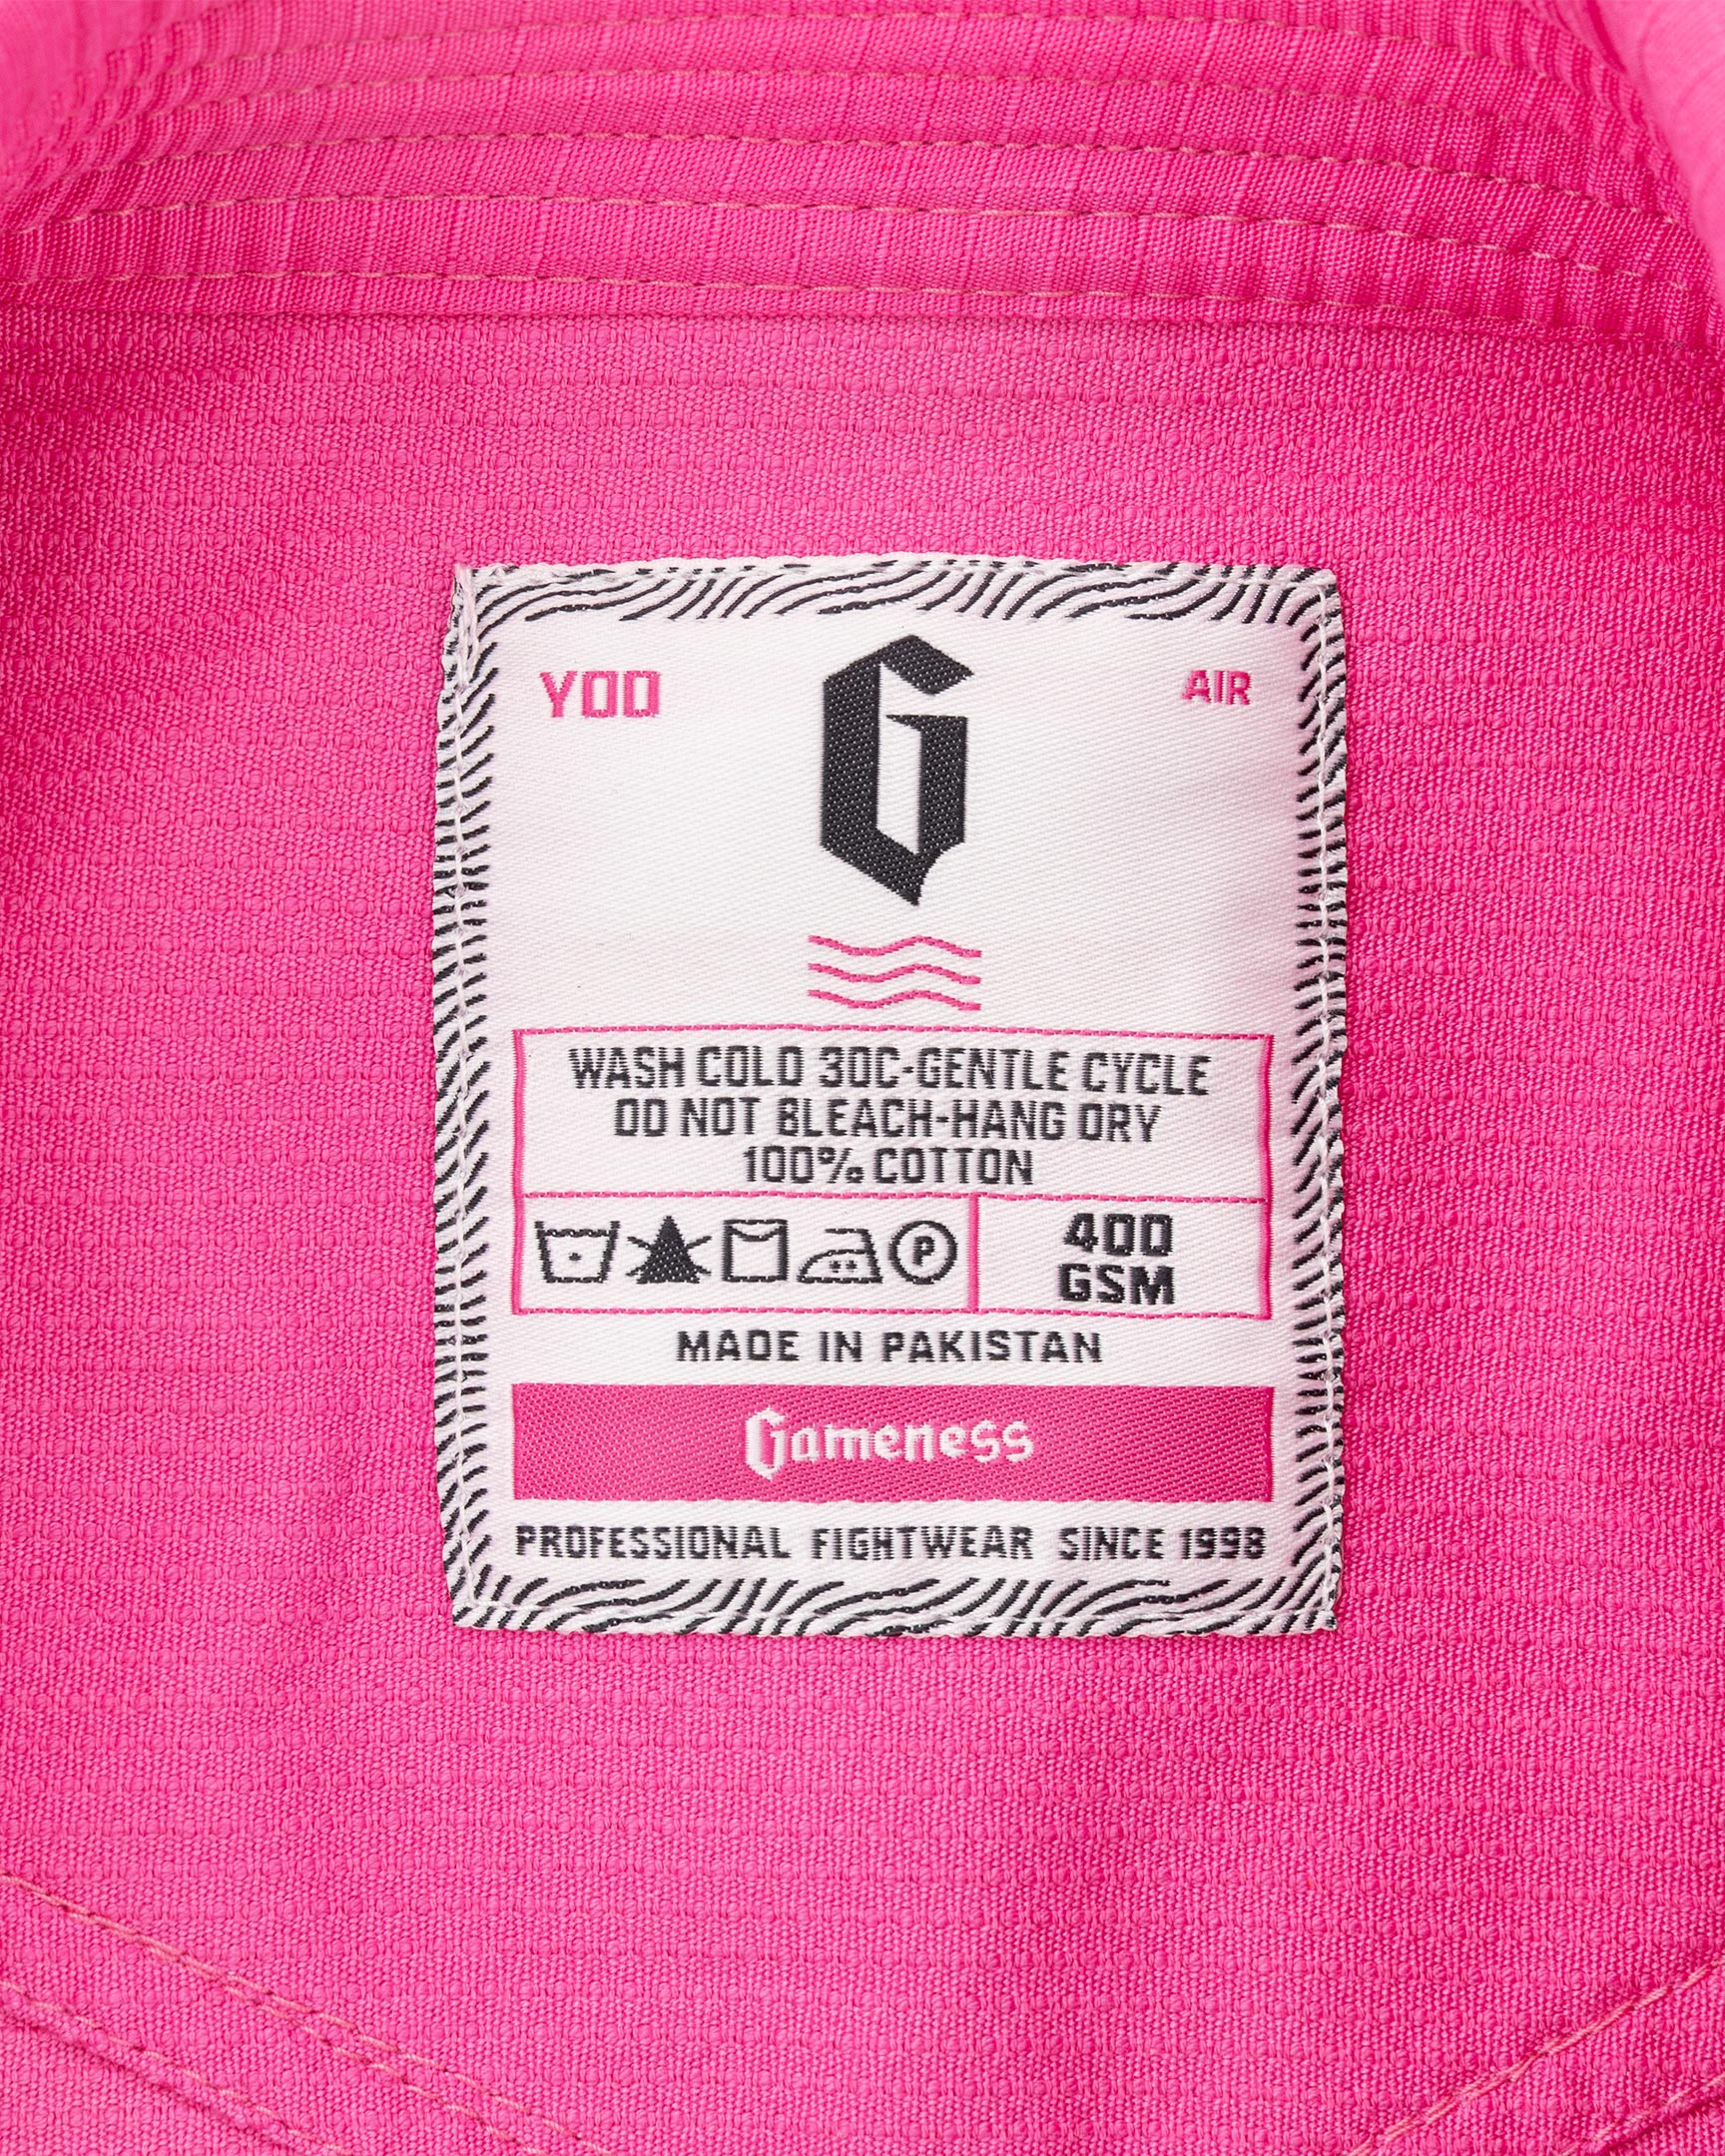 Y00
AIR
G
WASH COLD 30C-GENTLE CYCLE
DO NOT BLEACH-HANG DRY
100% COTTON
P
400
GSM
MADE IN PAKISTAN
Gameness
PROFESSIONAL FIGHTWEAR SINCE 1998